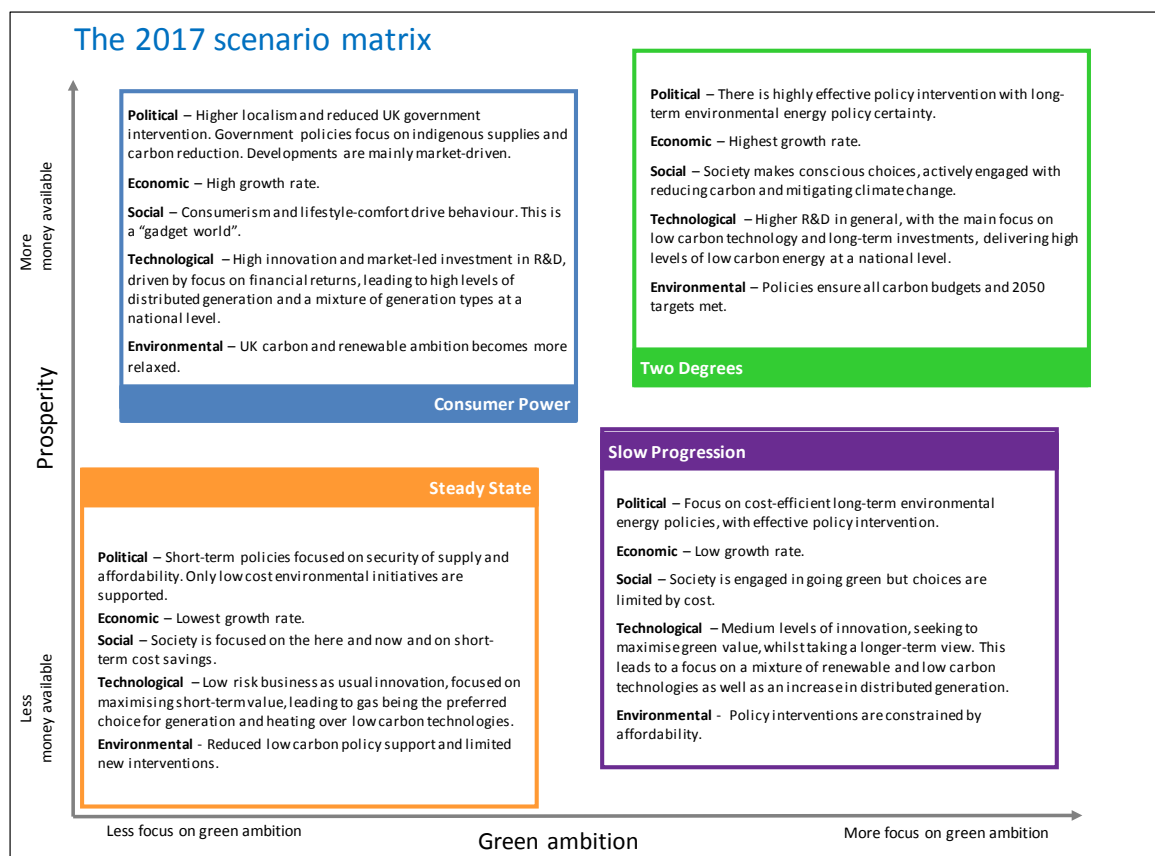 The 2017 scenario matrix
More
money available
Prosperity
Less
money available
Political – Higher localism and reduced UK government
intervention. Government policies focus on indigenous supplies and
carbon reduction. Developments are mainly market-driven.
Economic – High growth rate.
Social – Consumerism and lifestyle-comfort drive behaviour. This is
a “gadget world”.
Technological – High innovation and market-led investment in R&D,
driven by focus on financial returns, leading to high levels of
distributed generation and a mixture of generation types at a
national level.
Environmental – UK carbon and renewable ambition becomes more
relaxed.
Consumer Power
Political – There is highly effective policy intervention with long-
term environmental energy policy certainty.
Economic – Highest growth rate.
Social – Society makes conscious choices, actively engaged with
reducing carbon and mitigating climate change.
Technological – Higher R&D in general, with the main focus on
low carbon technology and long-term investments, delivering high
levels of low carbon energy at a national level.
Environmental – Policies ensure all carbon budgets and 2050
targets met.
Two Degrees
Steady State
Political – Short-term policies focused on security of supply and
affordability. Only low cost environmental initiatives are
supported.
Economic – Lowest growth rate.
Social – Society is focused on the here and now and on short-
term cost savings.
Technological – Low risk business as usual innovation, focused on
maximising short-term value, leading to gas being the preferred
choice for generation and heating over low carbon technologies.
Environmental - Reduced low carbon policy support and limited
new interventions.
Slow Progression
Political – Focus on cost-efficient long-term environmental
energy policies, with effective policy intervention.
Economic – Low growth rate.
Social – Society is engaged in going green but choices are
limited by cost.
Technological – Medium levels of innovation, seeking to
maximise green value, whilst taking a longer-term view. This
leads to a focus on a mixture of renewable and low carbon
technologies as well as an increase in distributed generation.
Environmental - Policy interventions are constrained by
affordability.
Less focus on green ambition
Green ambition
More focus on green ambition